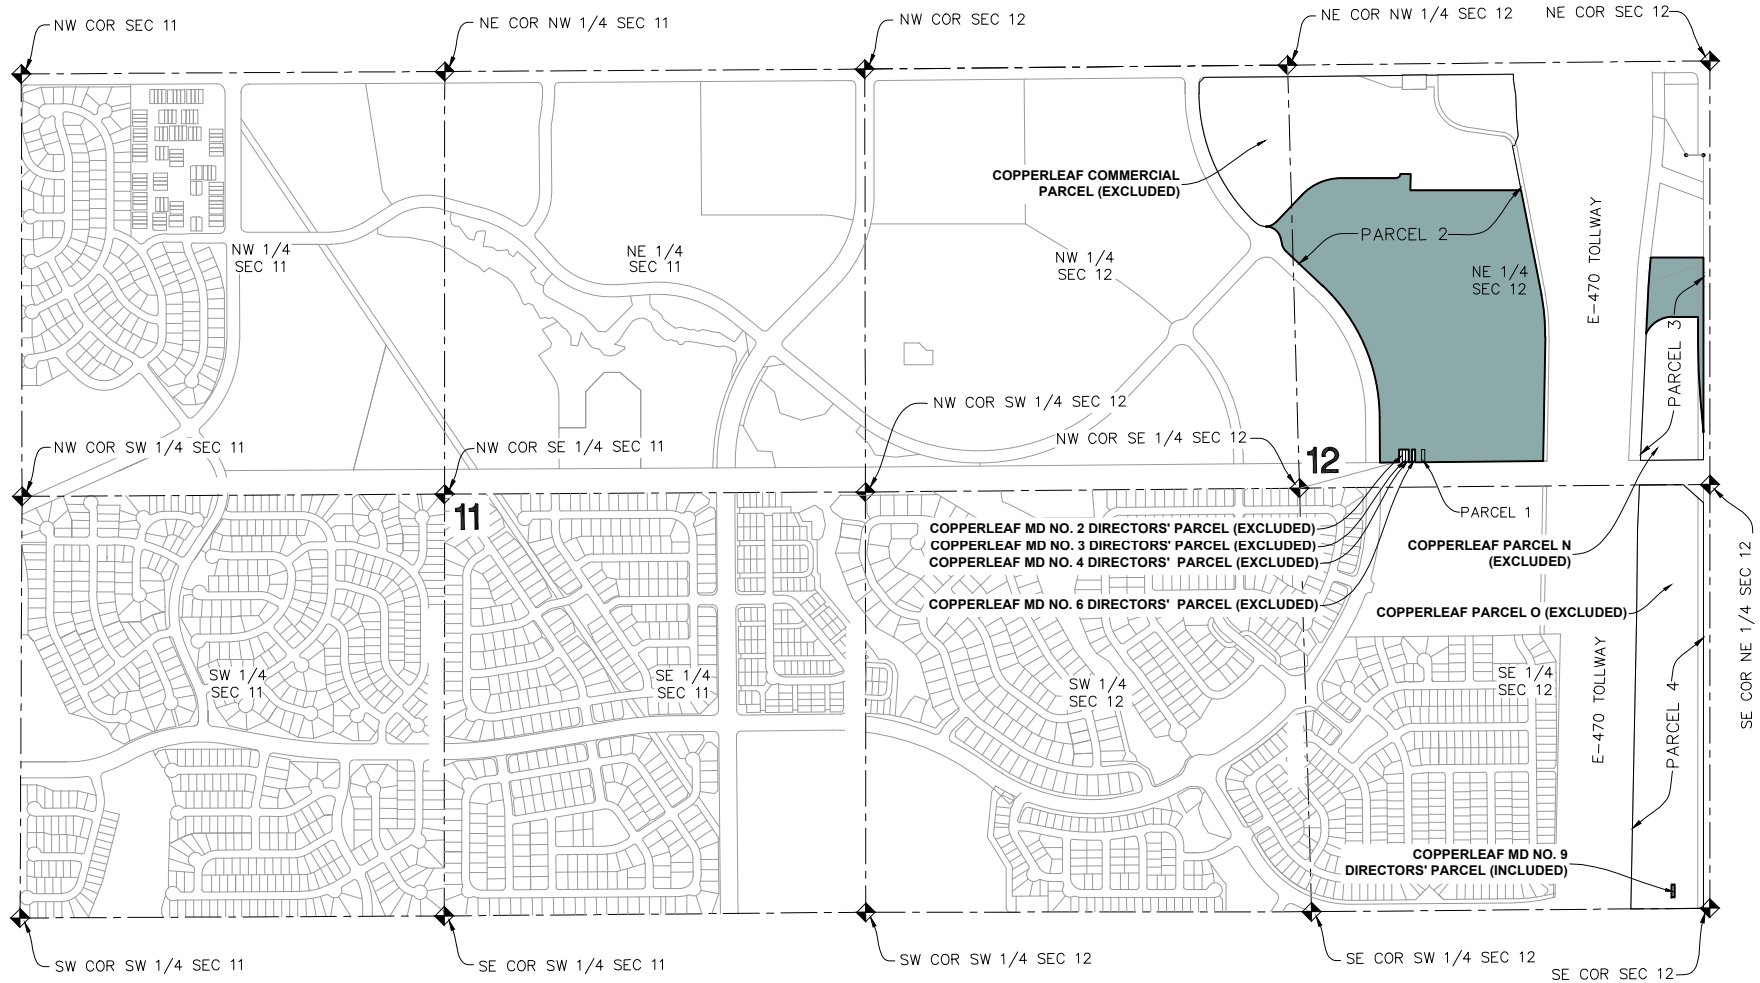 NW COR SEC 11
NE COR NW 1/4 SEC 11
NW COR SEC 12
NE COR NW 1/4 SEC 12
NE COR SEC 12
COPPERLEAF COMMERCIAL
PARCEL (EXCLUDED)
PARCEL 2
NW 1/4
SEC 11
NE 1/4
SEC 11
NW 1/4
SEC 12
NE 1/4
SEC 12
E-470 TOLLWAY
PARCEL 3
NW COR SW 1/4 SEC 11
NW COR SE 1/4 SEC 11
NW COR SW 1/4 SEC 12
NW COR SE 1/4 SEC 12
12
11
PARCEL 1
COPPERLEAF MD NO. 2 DIRECTORS' PARCEL (EXCLUDED)
COPPERLEAF MD NO. 3 DIRECTORS' PARCEL (EXCLUDED)
COPPERLEAF MD NO. 4 DIRECTORS' PARCEL (EXCLUDED)
COPPERLEAF MD NO. 6 DIRECTORS' PARCEL (EXCLUDED)
COPPERLEAF PARCEL N
(EXCLUDED)
COPPERLEAF PARCEL O (EXCLUDED)
SE COR NE 1/4 SEC 12
SW 1/4
SEC 11
SE 1/4
SEC 11
SW 1/4
SEC 12
SE 1/4
SEC 12
E-470 TOLLWAY
PARCEL 4
COPPERLEAF MD NO. 9
DIRECTORS' PARCEL (INCLUDED)
SW COR SW 1/4 SEC 11
SE COR SW 1/4 SEC 11
SW COR SW 1/4 SEC 12
SE COR SW 1/4 SEC 12
SE COR SEC 12